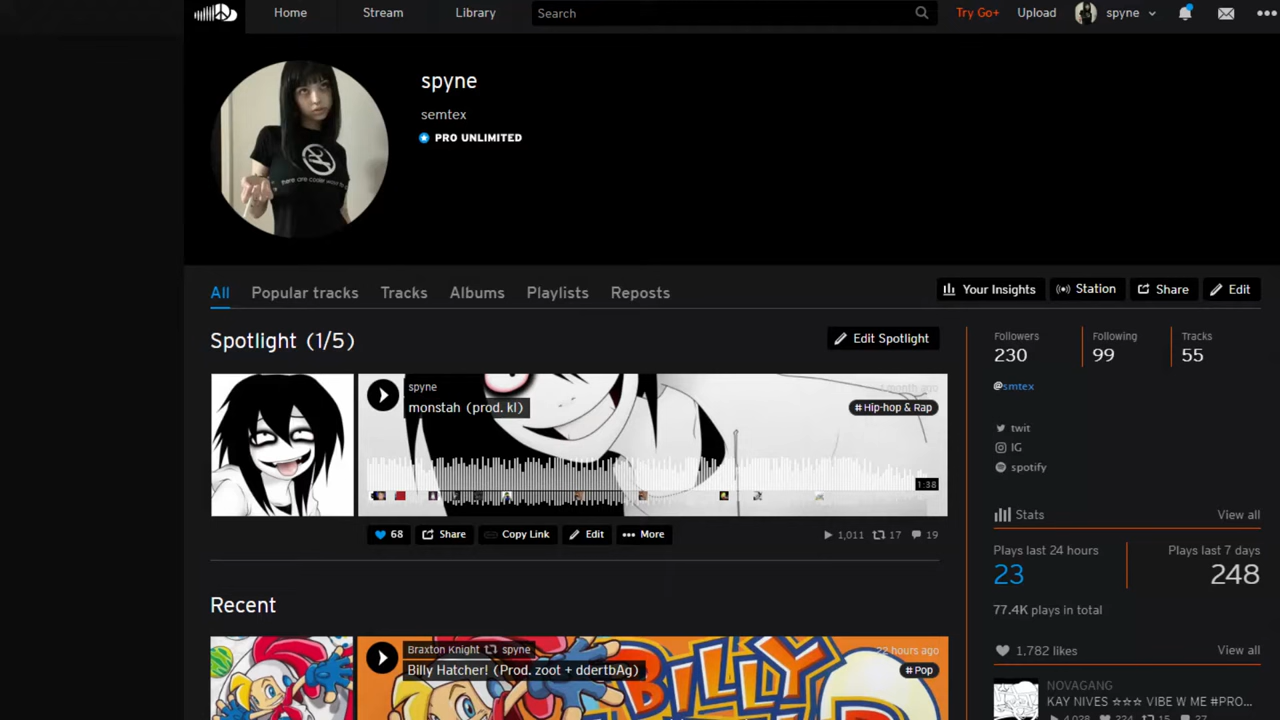 Home Stream Library Search Try Go+ Upload spyne
spyne
semtex
PRO UNLIMITED
All Popular tracks Tracks Albums Playlists Reposts
Your Insights Station Share Edit
Spotlight (1/5)
Edit Spotlight
spyne
monstah (prod. kl)
# Hip-hop & Rap
1:38
68 Share Copy Link Edit More
1,011 17 19
Recent
Braxton Knight spyne
Billy Hatcher! (Prod. zoot + ddertbAg)
22 hours ago
# Pop
BILLY
Followers Following Tracks
230 99 55
@smtex
twit
IG
spotify
Stats View all
Plays last 24 hours Plays last 7 days
23 248
77.4K plays in total
1,782 likes View all
NOVAGANG
KAY NIVES ☆☆☆ VIBE W ME #PRO...